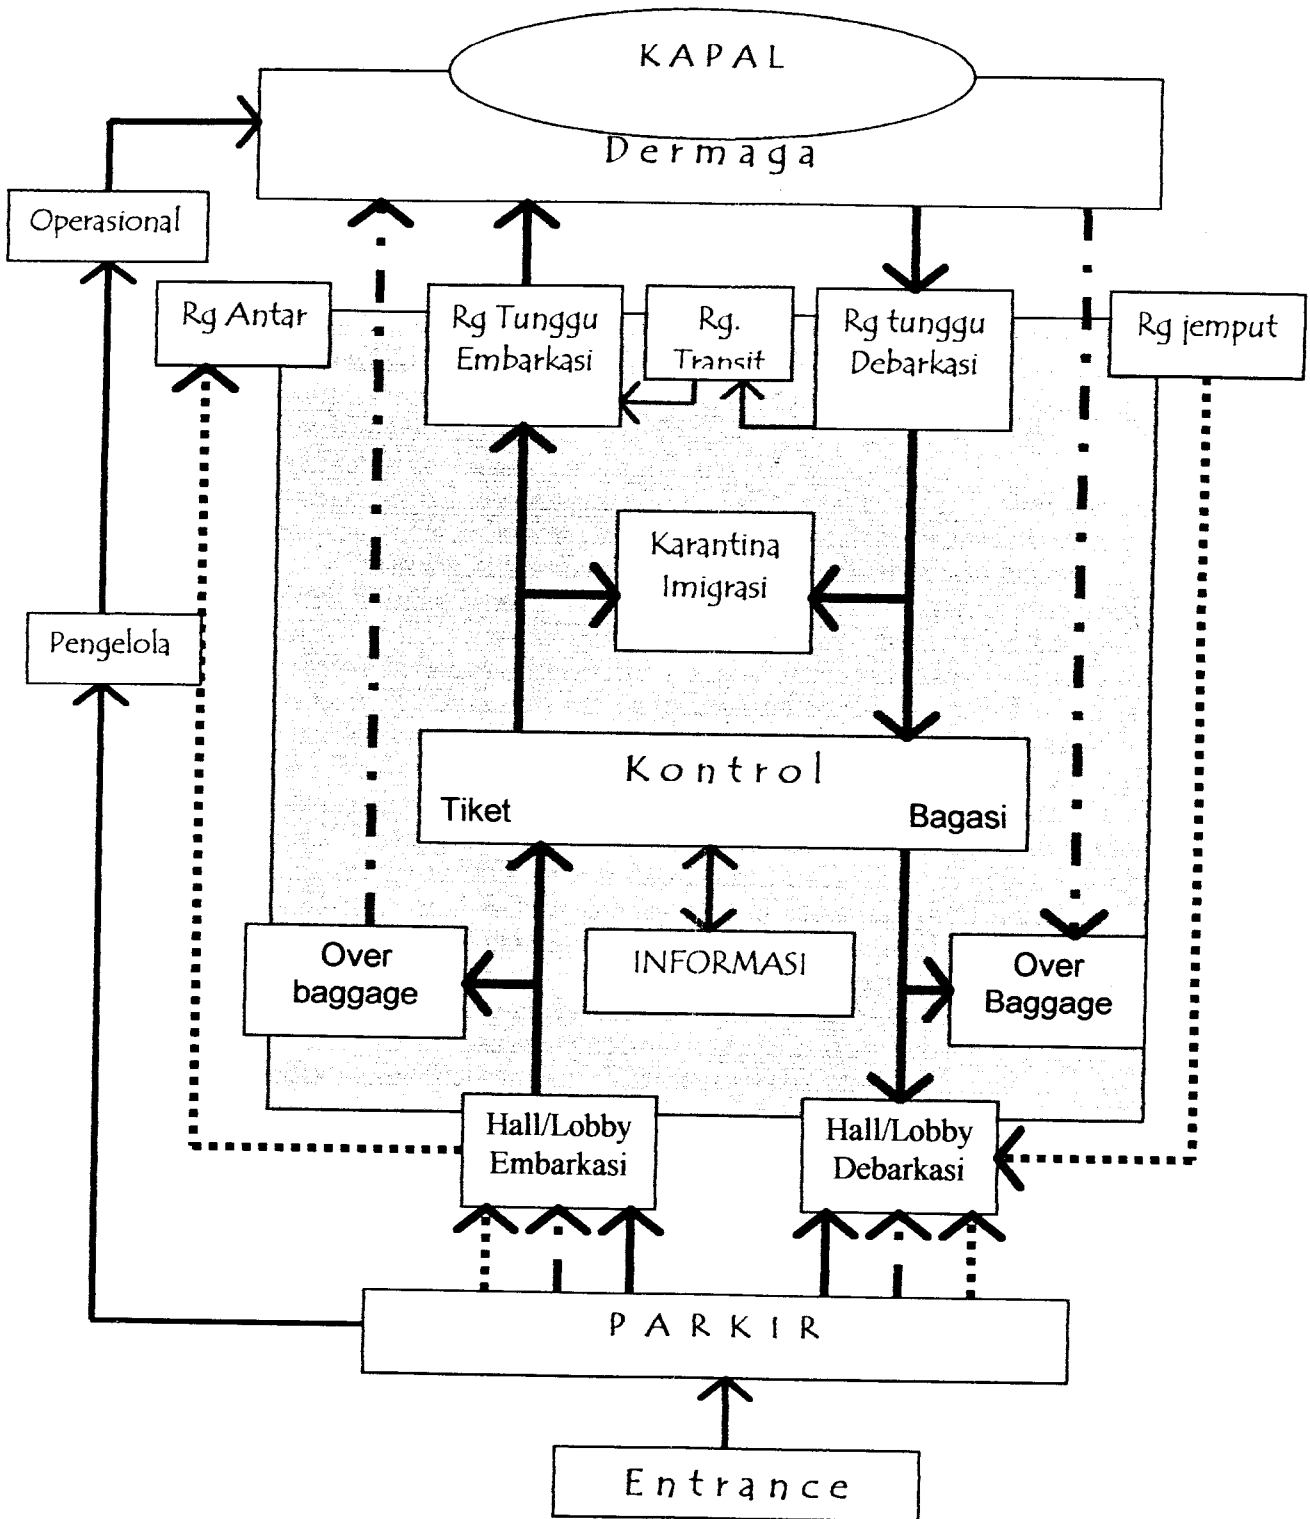 KAPAL
Dermaga
Operasional
Rg Antar
Rg Tunggu
Embarkasi
Rg.
Transit
Rg tunggu
Debarkasi
Rg jemput
Karantina
Imigrasi
Pengelola
Kontrol
Tiket
Bagasi
Over
baggage
INFORMASI
Over
Baggage
Hall/Lobby
Embarkasi
Hall/Lobby
Debarkasi
PARKIR
Entrance